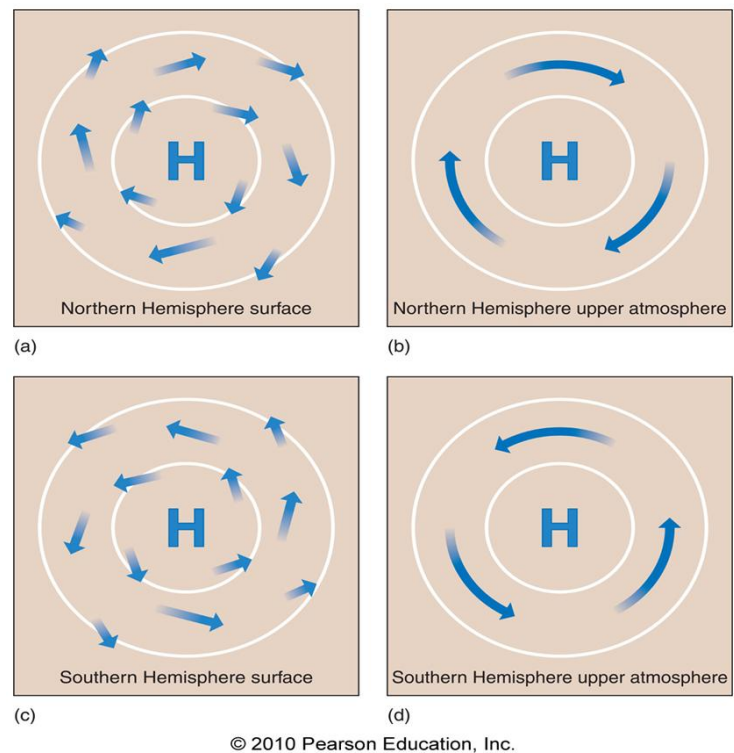 H
Northern Hemisphere surface
(a)
H
Northern Hemisphere upper atmosphere
(b)
H
Southern Hemisphere surface
(c)
H
Southern Hemisphere upper atmosphere
(d)
© 2010 Pearson Education, Inc.